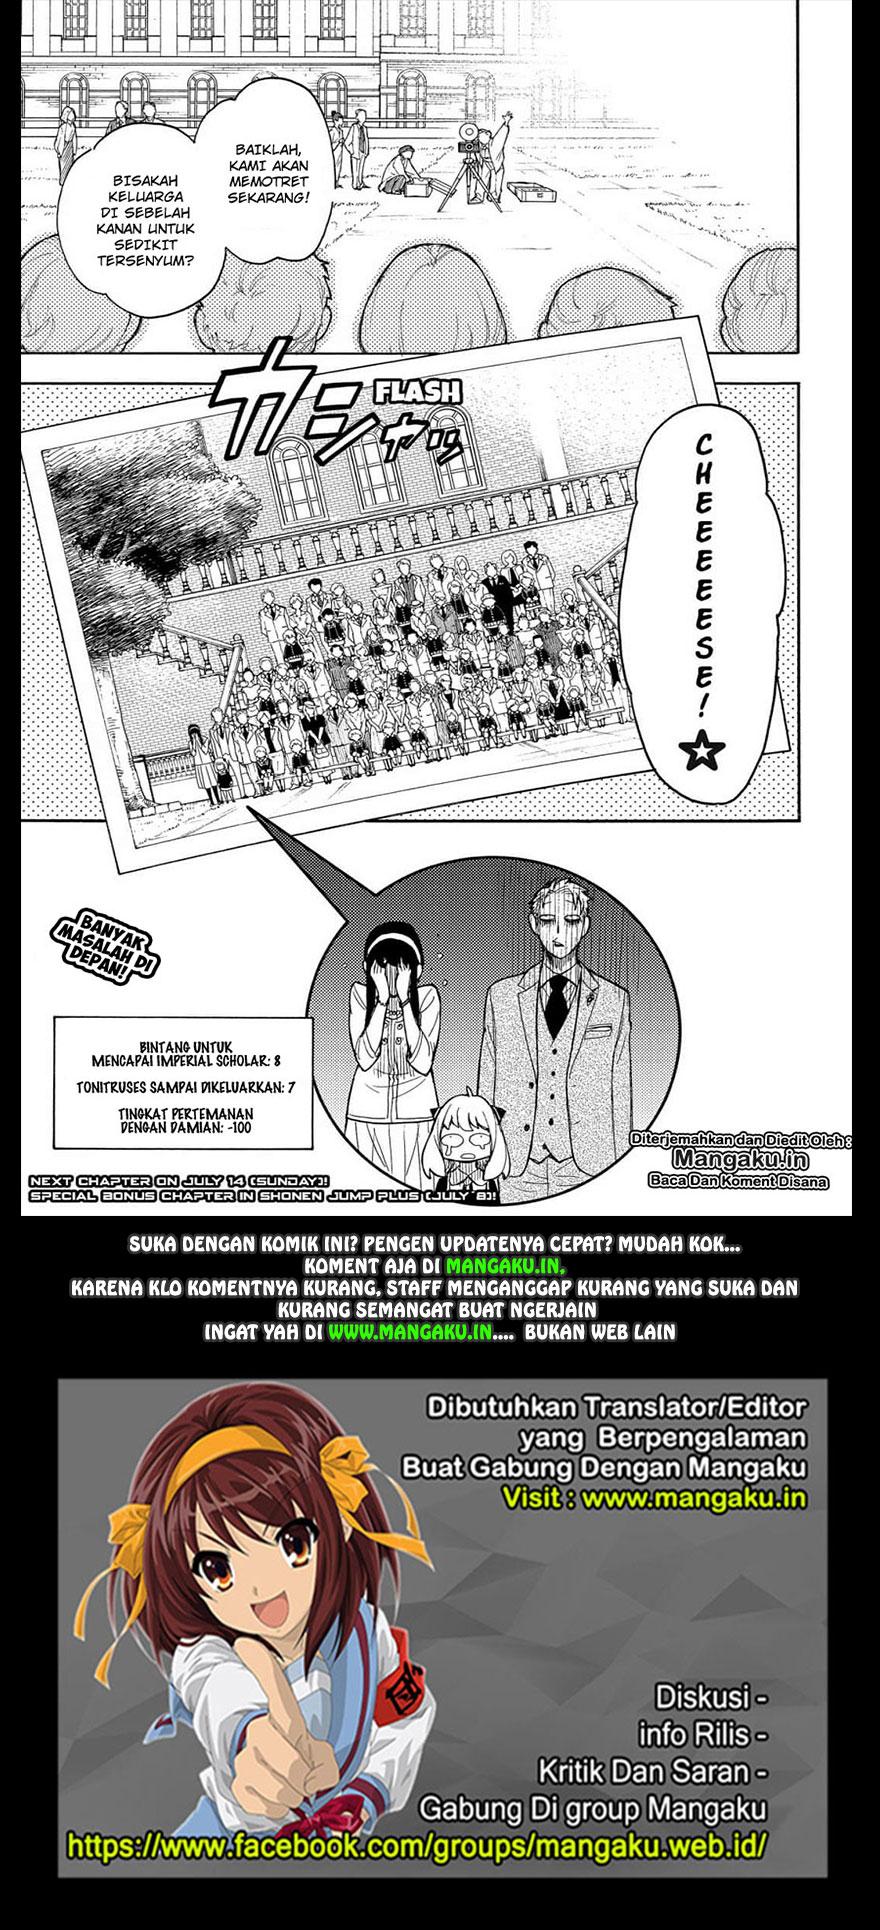 BAIKLAH,
KAMI AKAN
MEMOTRET
SEKARANG!
BISAKAH
KELUARGA
DI SEBELAH
KANAN UNTUK
SEDIKIT
TERSENYUM?
カシャッ
FLASH
CHEEEEEESE!
BANYAK
MASALAH DI
DEPAN!
BINTANG UNTUK
MENCAPAI IMPERIAL SCHOLAR: 8
TONITRUSES SAMPAI DIKELUARKAN: 7
TINGKAT PERTEMANAN
DENGAN DAMIAN: -100
Diterjemahkan dan Diedit Oleh :
Mangaku.in
Baca Dan Koment Disana
NEXT CHAPTER ON JULY 14 (SUNDAY)!
SPECIAL BONUS CHAPTER IN SHONEN JUMP PLUS (JULY 8)!
SUKA DENGAN KOMIK INI? PENGEN UPDATENYA CEPAT? MUDAH KOK...
KOMENT AJA DI MANGAKU.IN,
KARENA KLO KOMENTNYA KURANG, STAFF MENGANGGAP KURANG YANG SUKA DAN
KURANG SEMANGAT BUAT NGERJAIN
INGAT YAH DI WWW.MANGAKU.IN.... BUKAN WEB LAIN
Dibutuhkan Translator/Editor
yang Berpengalaman
Buat Gabung Dengan Mangaku
Visit : www.mangaku.in
団
Diskusi -
info Rilis -
Kritik Dan Saran -
Gabung Di group Mangaku
https://www.facebook.com/groups/mangaku.web.id/